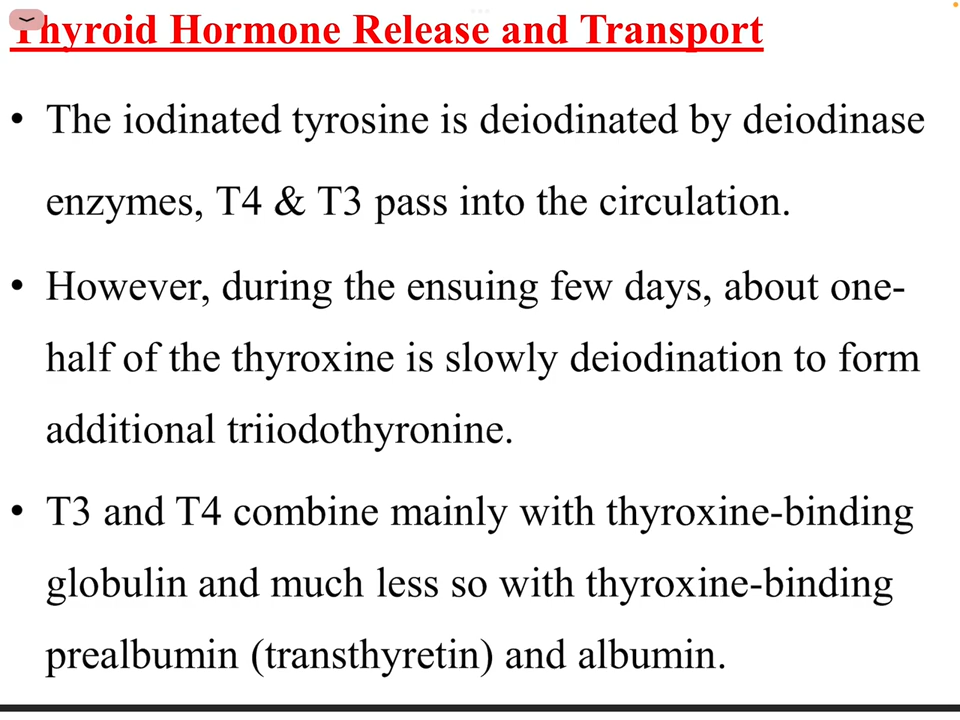 Thyroid Hormone Release and Transport
• The iodinated tyrosine is deiodinated by deiodinase
enzymes, T4 & T3 pass into the circulation.
• However, during the ensuing few days, about one-
half of the thyroxine is slowly deiodination to form
additional triiodothyronine.
• T3 and T4 combine mainly with thyroxine-binding
globulin and much less so with thyroxine-binding
prealbumin (transthyretin) and albumin.